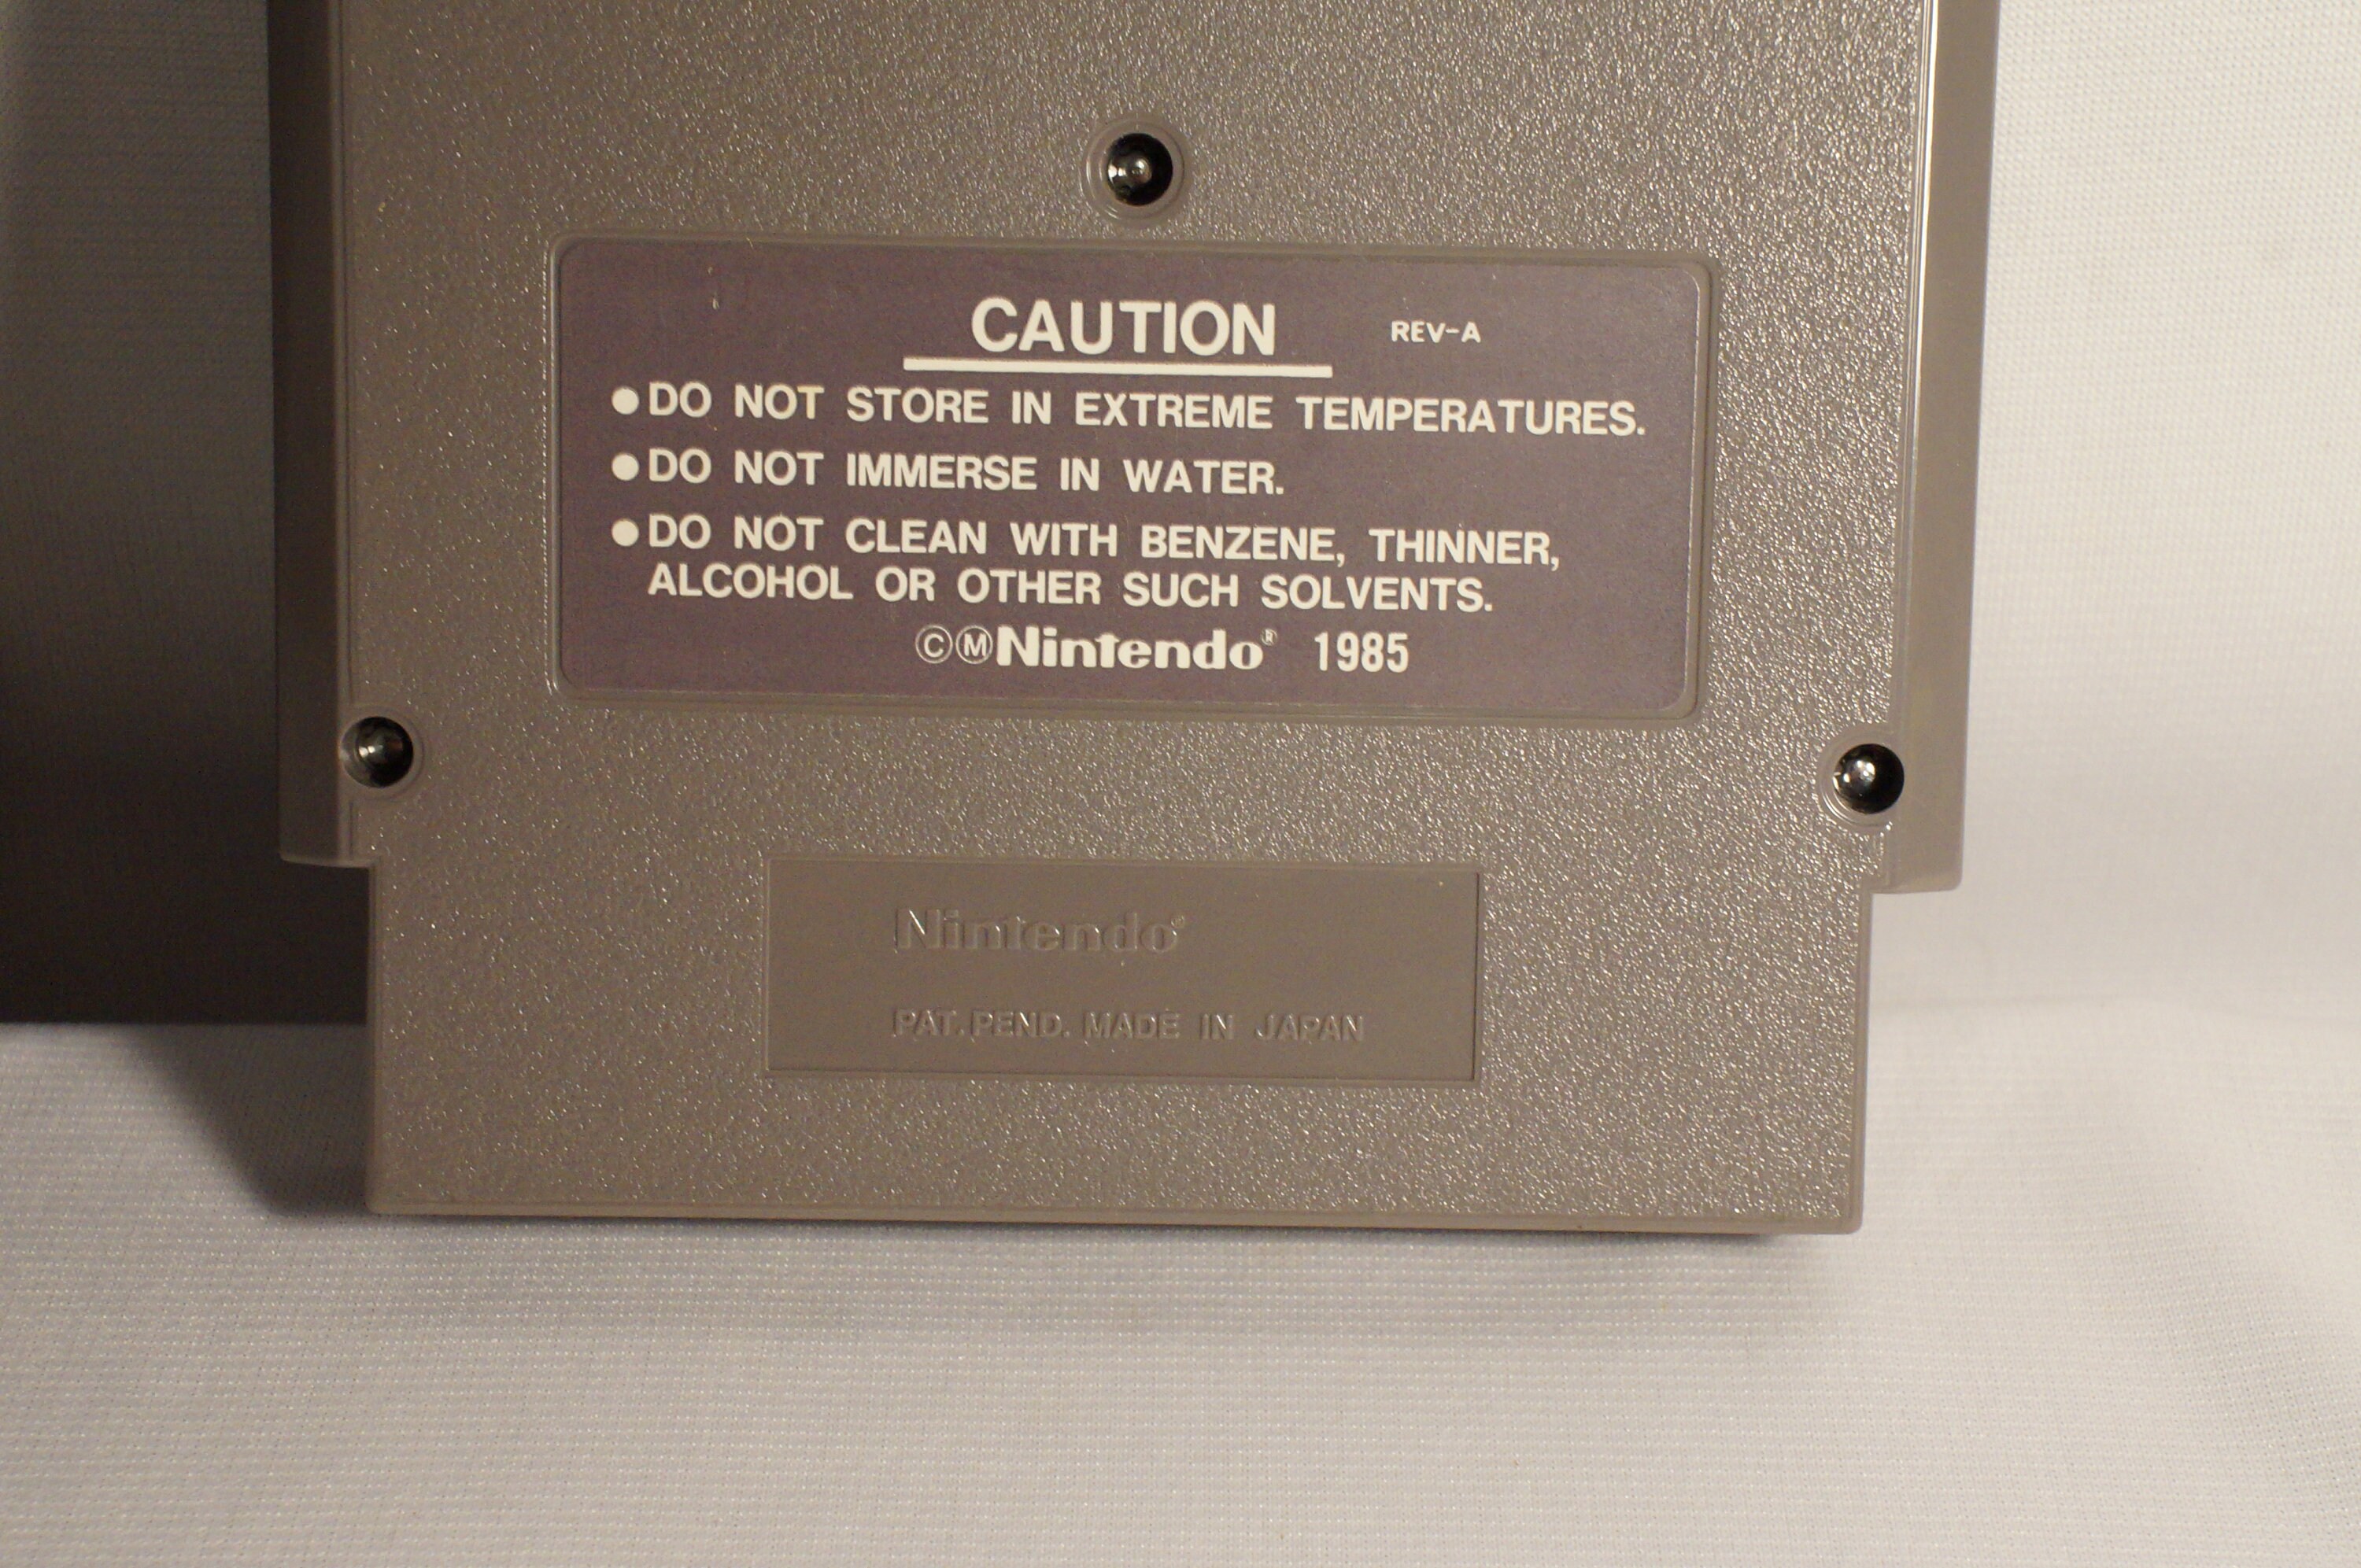 CAUTION REV-A
●DO NOT STORE IN EXTREME TEMPERATURES.
●DO NOT IMMERSE IN WATER.
●DO NOT CLEAN WITH BENZENE, THINNER,
ALCOHOL OR OTHER SUCH SOLVENTS.
©ⓂNintendo® 1985
Nintendo®
PAT. PEND. MADE IN JAPAN